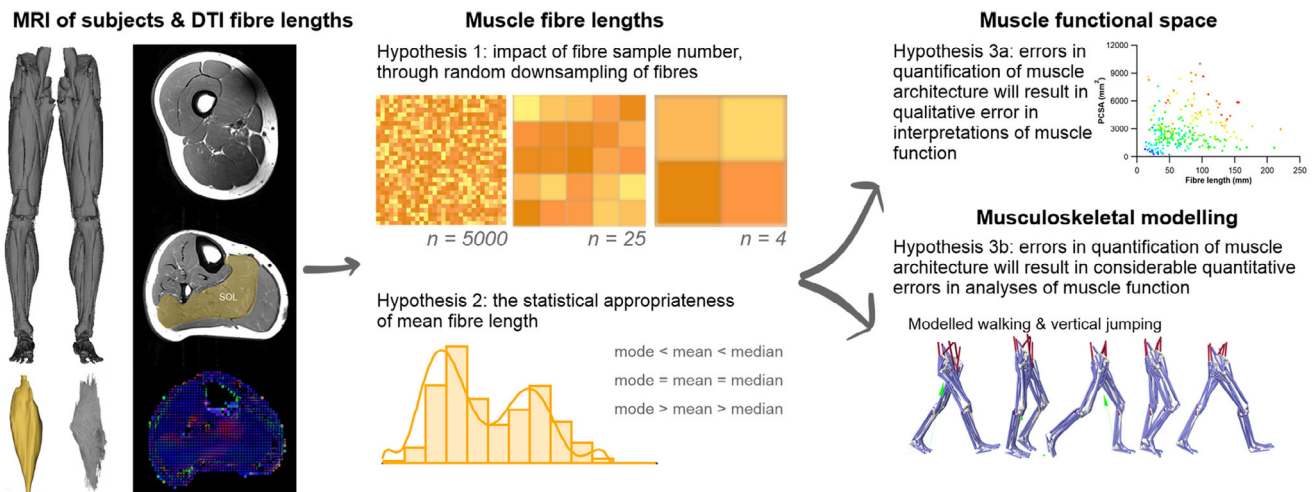 MRI of subjects & DTI fibre lengths
SOL
Muscle fibre lengths
Hypothesis 1: impact of fibre sample number,
through random downsampling of fibres
n = 5000
n = 25
n = 4
Hypothesis 2: the statistical appropriateness
of mean fibre length
mode < mean < median
mode = mean = median
mode > mean > median
Muscle functional space
Hypothesis 3a: errors in
quantification of muscle
architecture will result in
qualitative error in
interpretations of muscle
function
PCSA (mm²)
12000
9000
6000
3000
0
0
50
100
150
200
250
Fibre length (mm)
Musculoskeletal modelling
Hypothesis 3b: errors in quantification of muscle
architecture will result in considerable quantitative
errors in analyses of muscle function
Modelled walking & vertical jumping